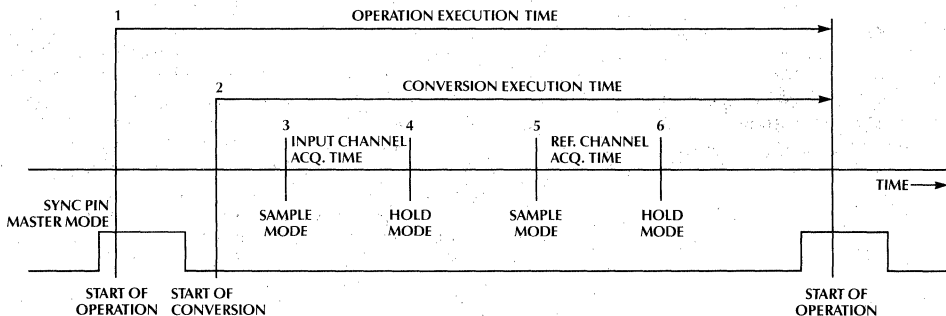 1
OPERATION EXECUTION TIME
2
CONVERSION EXECUTION TIME
3
INPUT CHANNEL
ACQ. TIME
4
5
REF. CHANNEL
ACQ. TIME
6
TIME
SYNC PIN
MASTER MODE
SAMPLE
MODE
HOLD
MODE
SAMPLE
MODE
HOLD
MODE
START OF
OPERATION
START OF
CONVERSION
START OF
OPERATION